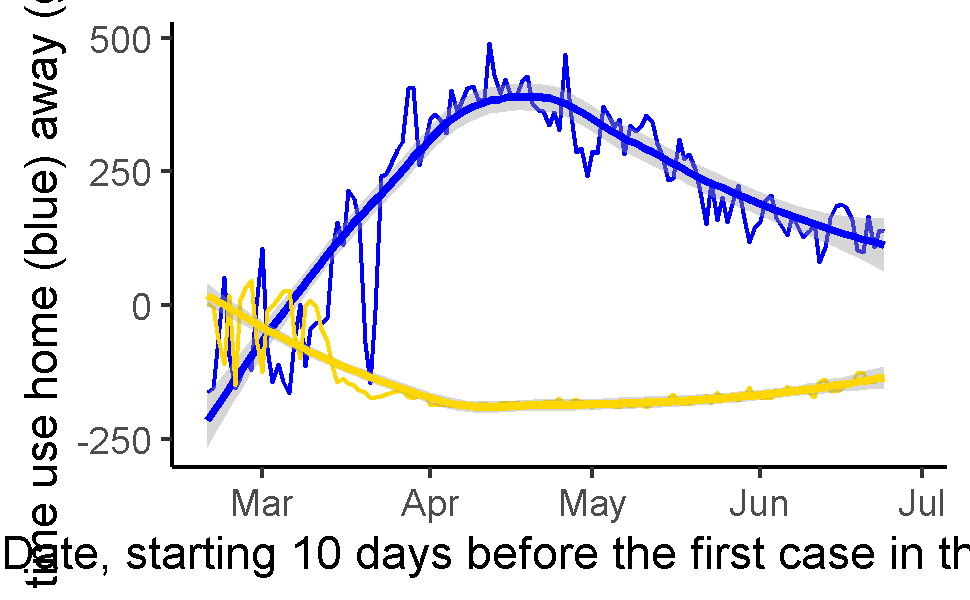 time use home (blue) away (
500
250
0
-250
Mar Apr May Jun Jul
Date, starting 10 days before the first case in th